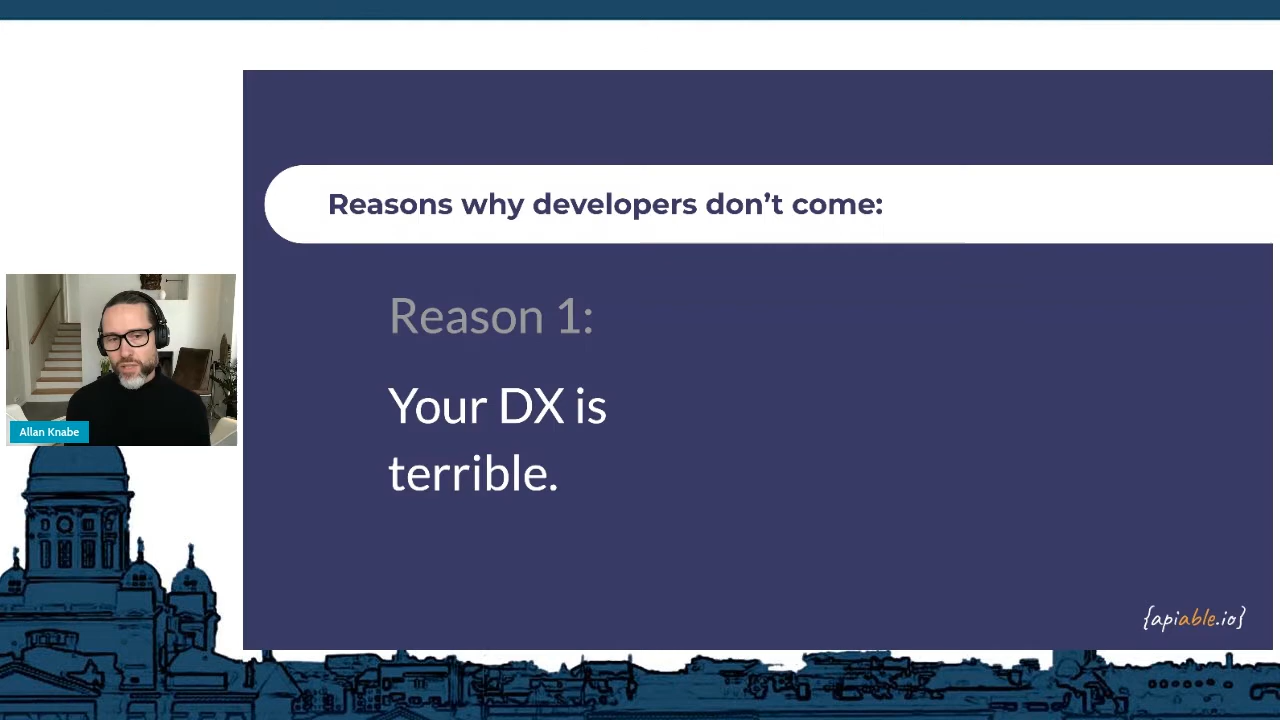 Reasons why developers don’t come:
Reason 1:
Your DX is
terrible.
Allan Knabe
{apiable.io}